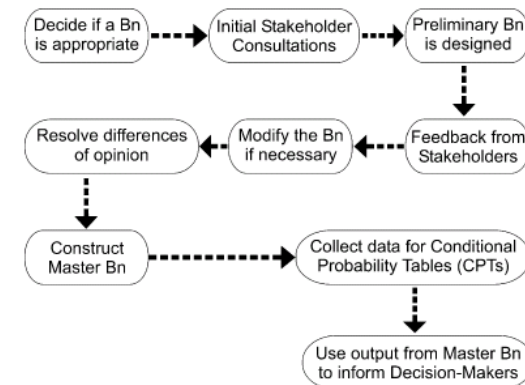 Decide if a Bn
is appropriate
Initial Stakeholder
Consultations
Preliminary Bn
is designed
Feedback from
Stakeholders
Modify the Bn
if necessary
Resolve differences
of opinion
Construct
Master Bn
Collect data for Conditional
Probability Tables (CPTs)
Use output from Master Bn
to inform Decision-Makers